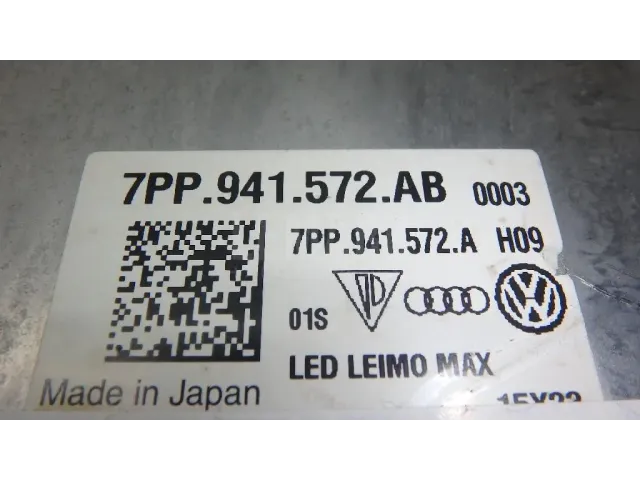 7PP.941.572.AB 0003
7PP.941.572.A H09
01S
LED LEIMO MAX
Made in Japan